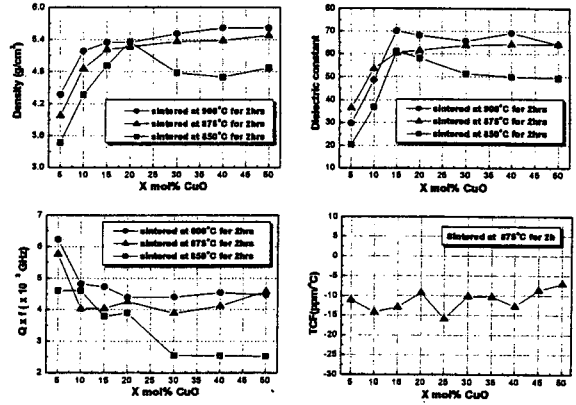 Density (g/cm³)
6.0
5.4
4.8
4.2
3.6
3.0
sintered at 900°C for 2hrs
sintered at 875°C for 2hrs
sintered at 850°C for 2hrs
5 10 15 20 25 30 35 40 50
X mol% CuO
Dielectric constant
80
70
60
50
40
30
20
10
sintered at 900°C for 2hrs
sintered at 875°C for 2hrs
sintered at 850°C for 2hrs
5 10 15 20 25 30 35 40 50
X mol% CuO
Q x f ( x 10 ³ GHz)
7
6
5
4
3
2
sintered at 900°C for 2hrs
sintered at 875°C for 2hrs
sintered at 850°C for 2hrs
5 10 15 20 25 30 35 40 50
X mol% CuO
TCF(ppm/°C)
10
5
0
-5
-10
-15
-20
-25
-30
Sintered at 875°C for 2h
5 10 15 20 25 30 35 40 50
X mol% CuO